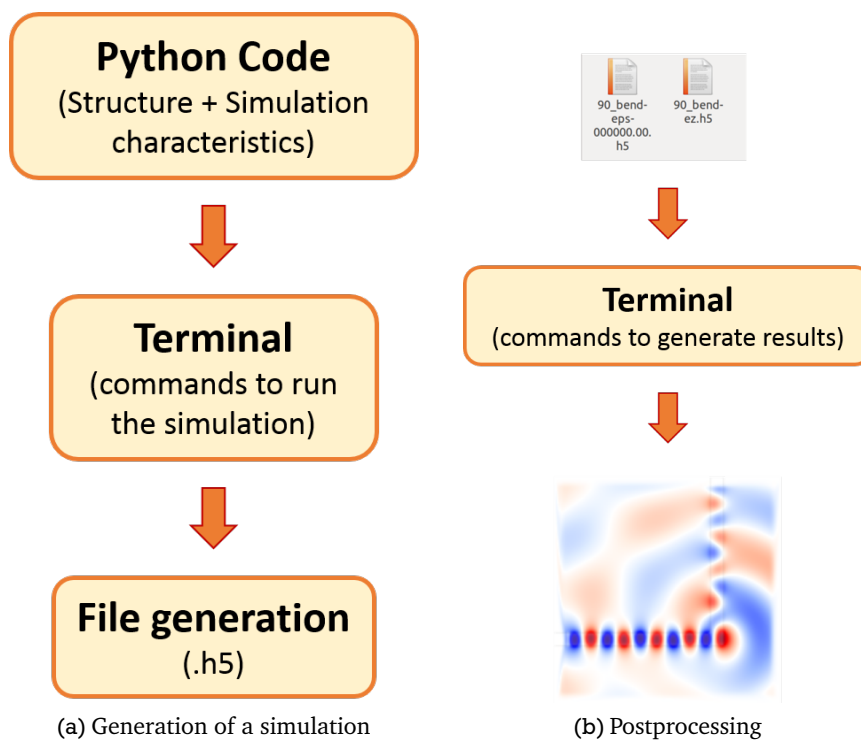 Python Code
(Structure + Simulation
characteristics)
Terminal
(commands to run
the simulation)
File generation
(.h5)
(a) Generation of a simulation
90_bend-
eps-
000000.00.
h5
90_bend-
ez.h5
Terminal
(commands to generate results)
(b) Postprocessing